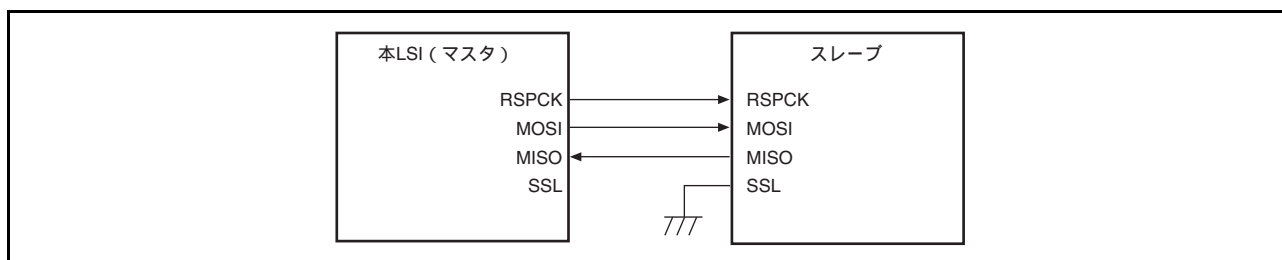 本LSI（マスタ）
RSPCK
MOSI
MISO
SSL
スレーブ
RSPCK
MOSI
MISO
SSL